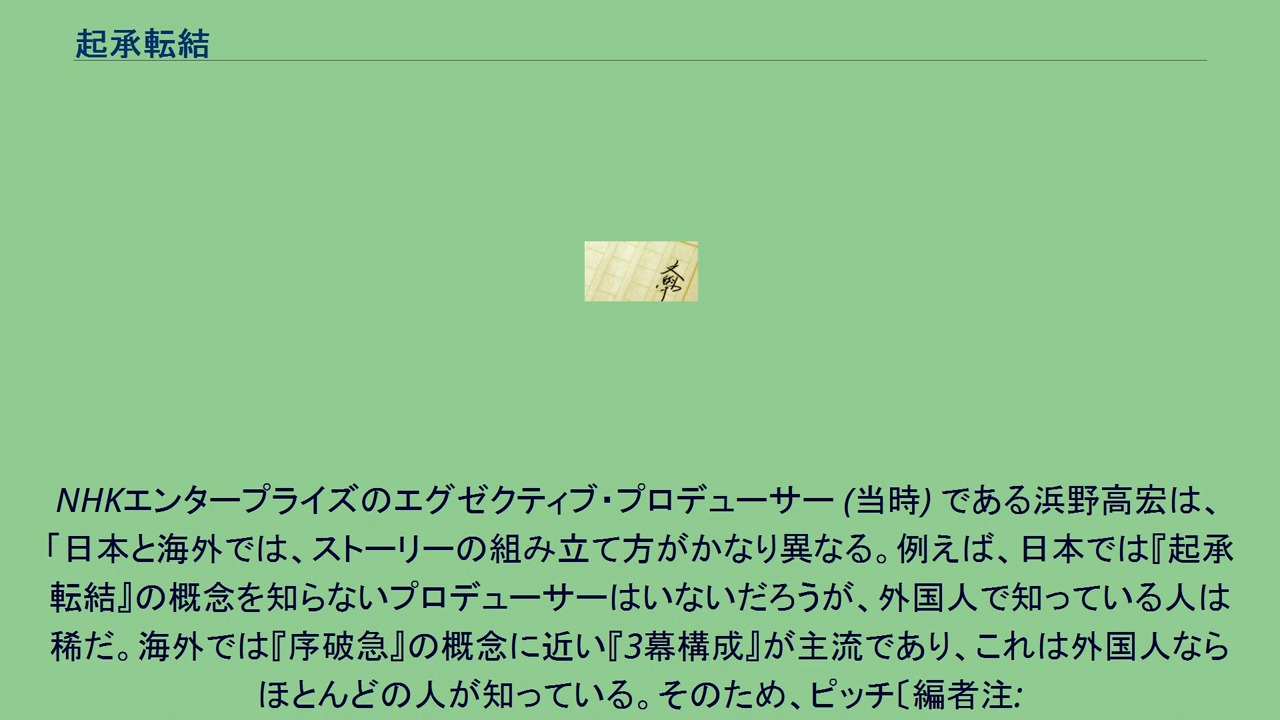 起承転結
NHKエンタープライズのエグゼクティブ・プロデューサー (当時) である浜野高宏は、
「日本と海外では、ストーリーの組み立て方がかなり異なる。例えば、日本では『起承
転結』の概念を知らないプロデューサーはいないだろうが、外国人で知っている人は
稀だ。海外では『序破急』の概念に近い『3幕構成』が主流であり、これは外国人なら
ほとんどの人が知っている。そのため、ピッチ〔編者注: